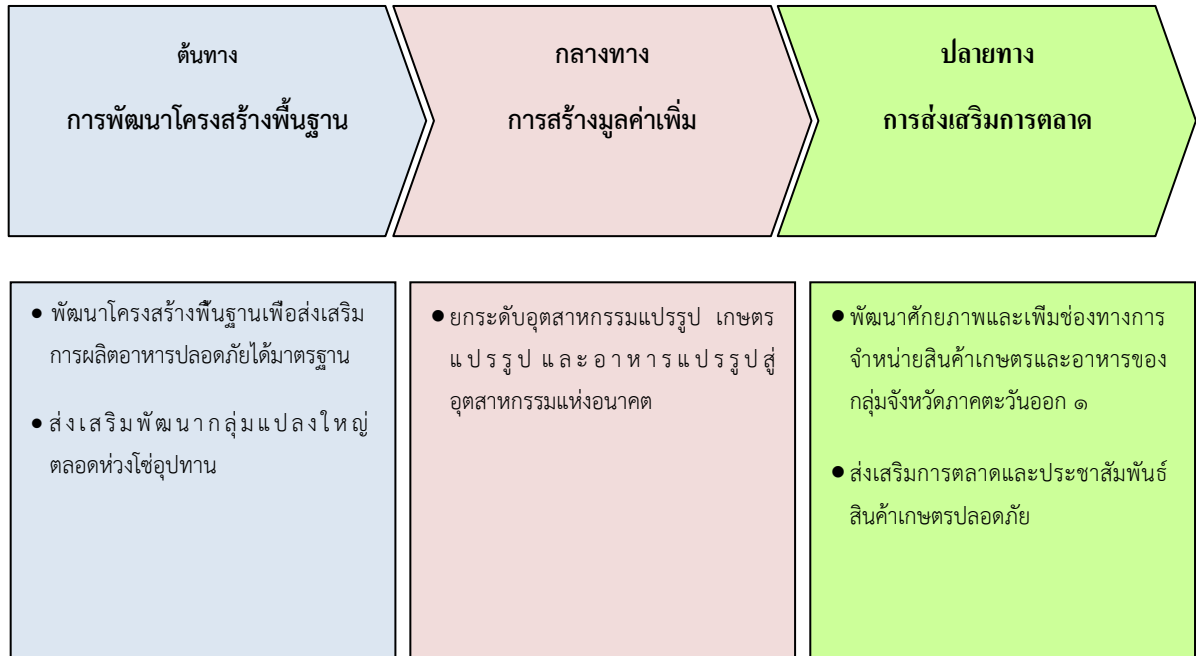 ต้นทาง
การพัฒนาโครงสร้างพื้นฐาน
กลางทาง
การสร้างมูลค่าเพิ่ม
ปลายทาง
การส่งเสริมการตลาด
● พัฒนาโครงสร้างพื้นฐานเพื่อส่งเสริม
การผลิตอาหารปลอดภัยได้มาตรฐาน
● ส่งเสริมพัฒนากลุ่มแปลงใหญ่
ตลอดห่วงโซ่อุปทาน
● ยกระดับอุตสาหกรรมแปรรูป เกษตร
แปรรูป และอาหารแปรรูปสู่
อุตสาหกรรมแห่งอนาคต
● พัฒนาศักยภาพและเพิ่มช่องทางการ
จำหน่ายสินค้าเกษตรและอาหารของ
กลุ่มจังหวัดภาคตะวันออก ๑
● ส่งเสริมการตลาดและประชาสัมพันธ์
สินค้าเกษตรปลอดภัย